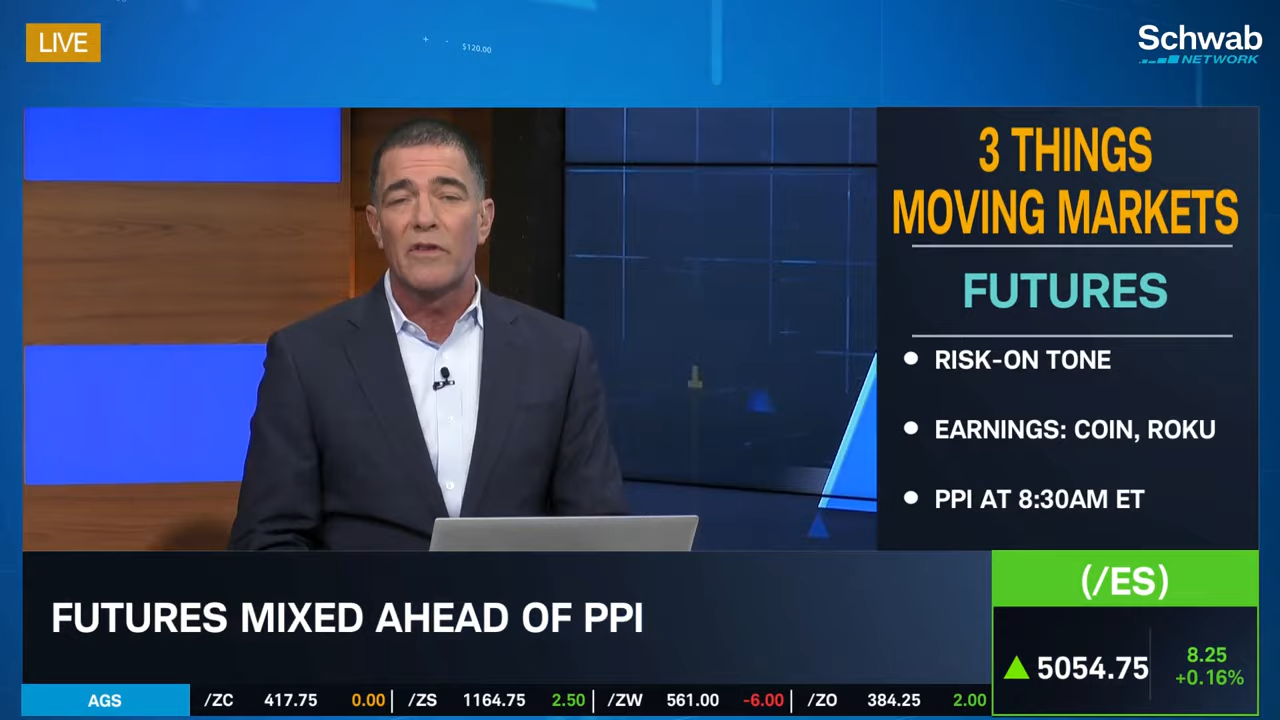 LIVE
+ - $120.00
Schwab
NETWORK
3 THINGS
MOVING MARKETS
FUTURES
• RISK-ON TONE
• EARNINGS: COIN, ROKU
• PPI AT 8:30AM ET
FUTURES MIXED AHEAD OF PPI
(/ES)
▲ 5054.75
8.25
+0.16%
AGS /ZC 417.75 0.00 /ZS 1164.75 2.50 /ZW 561.00 -6.00 /ZO 384.25 2.00